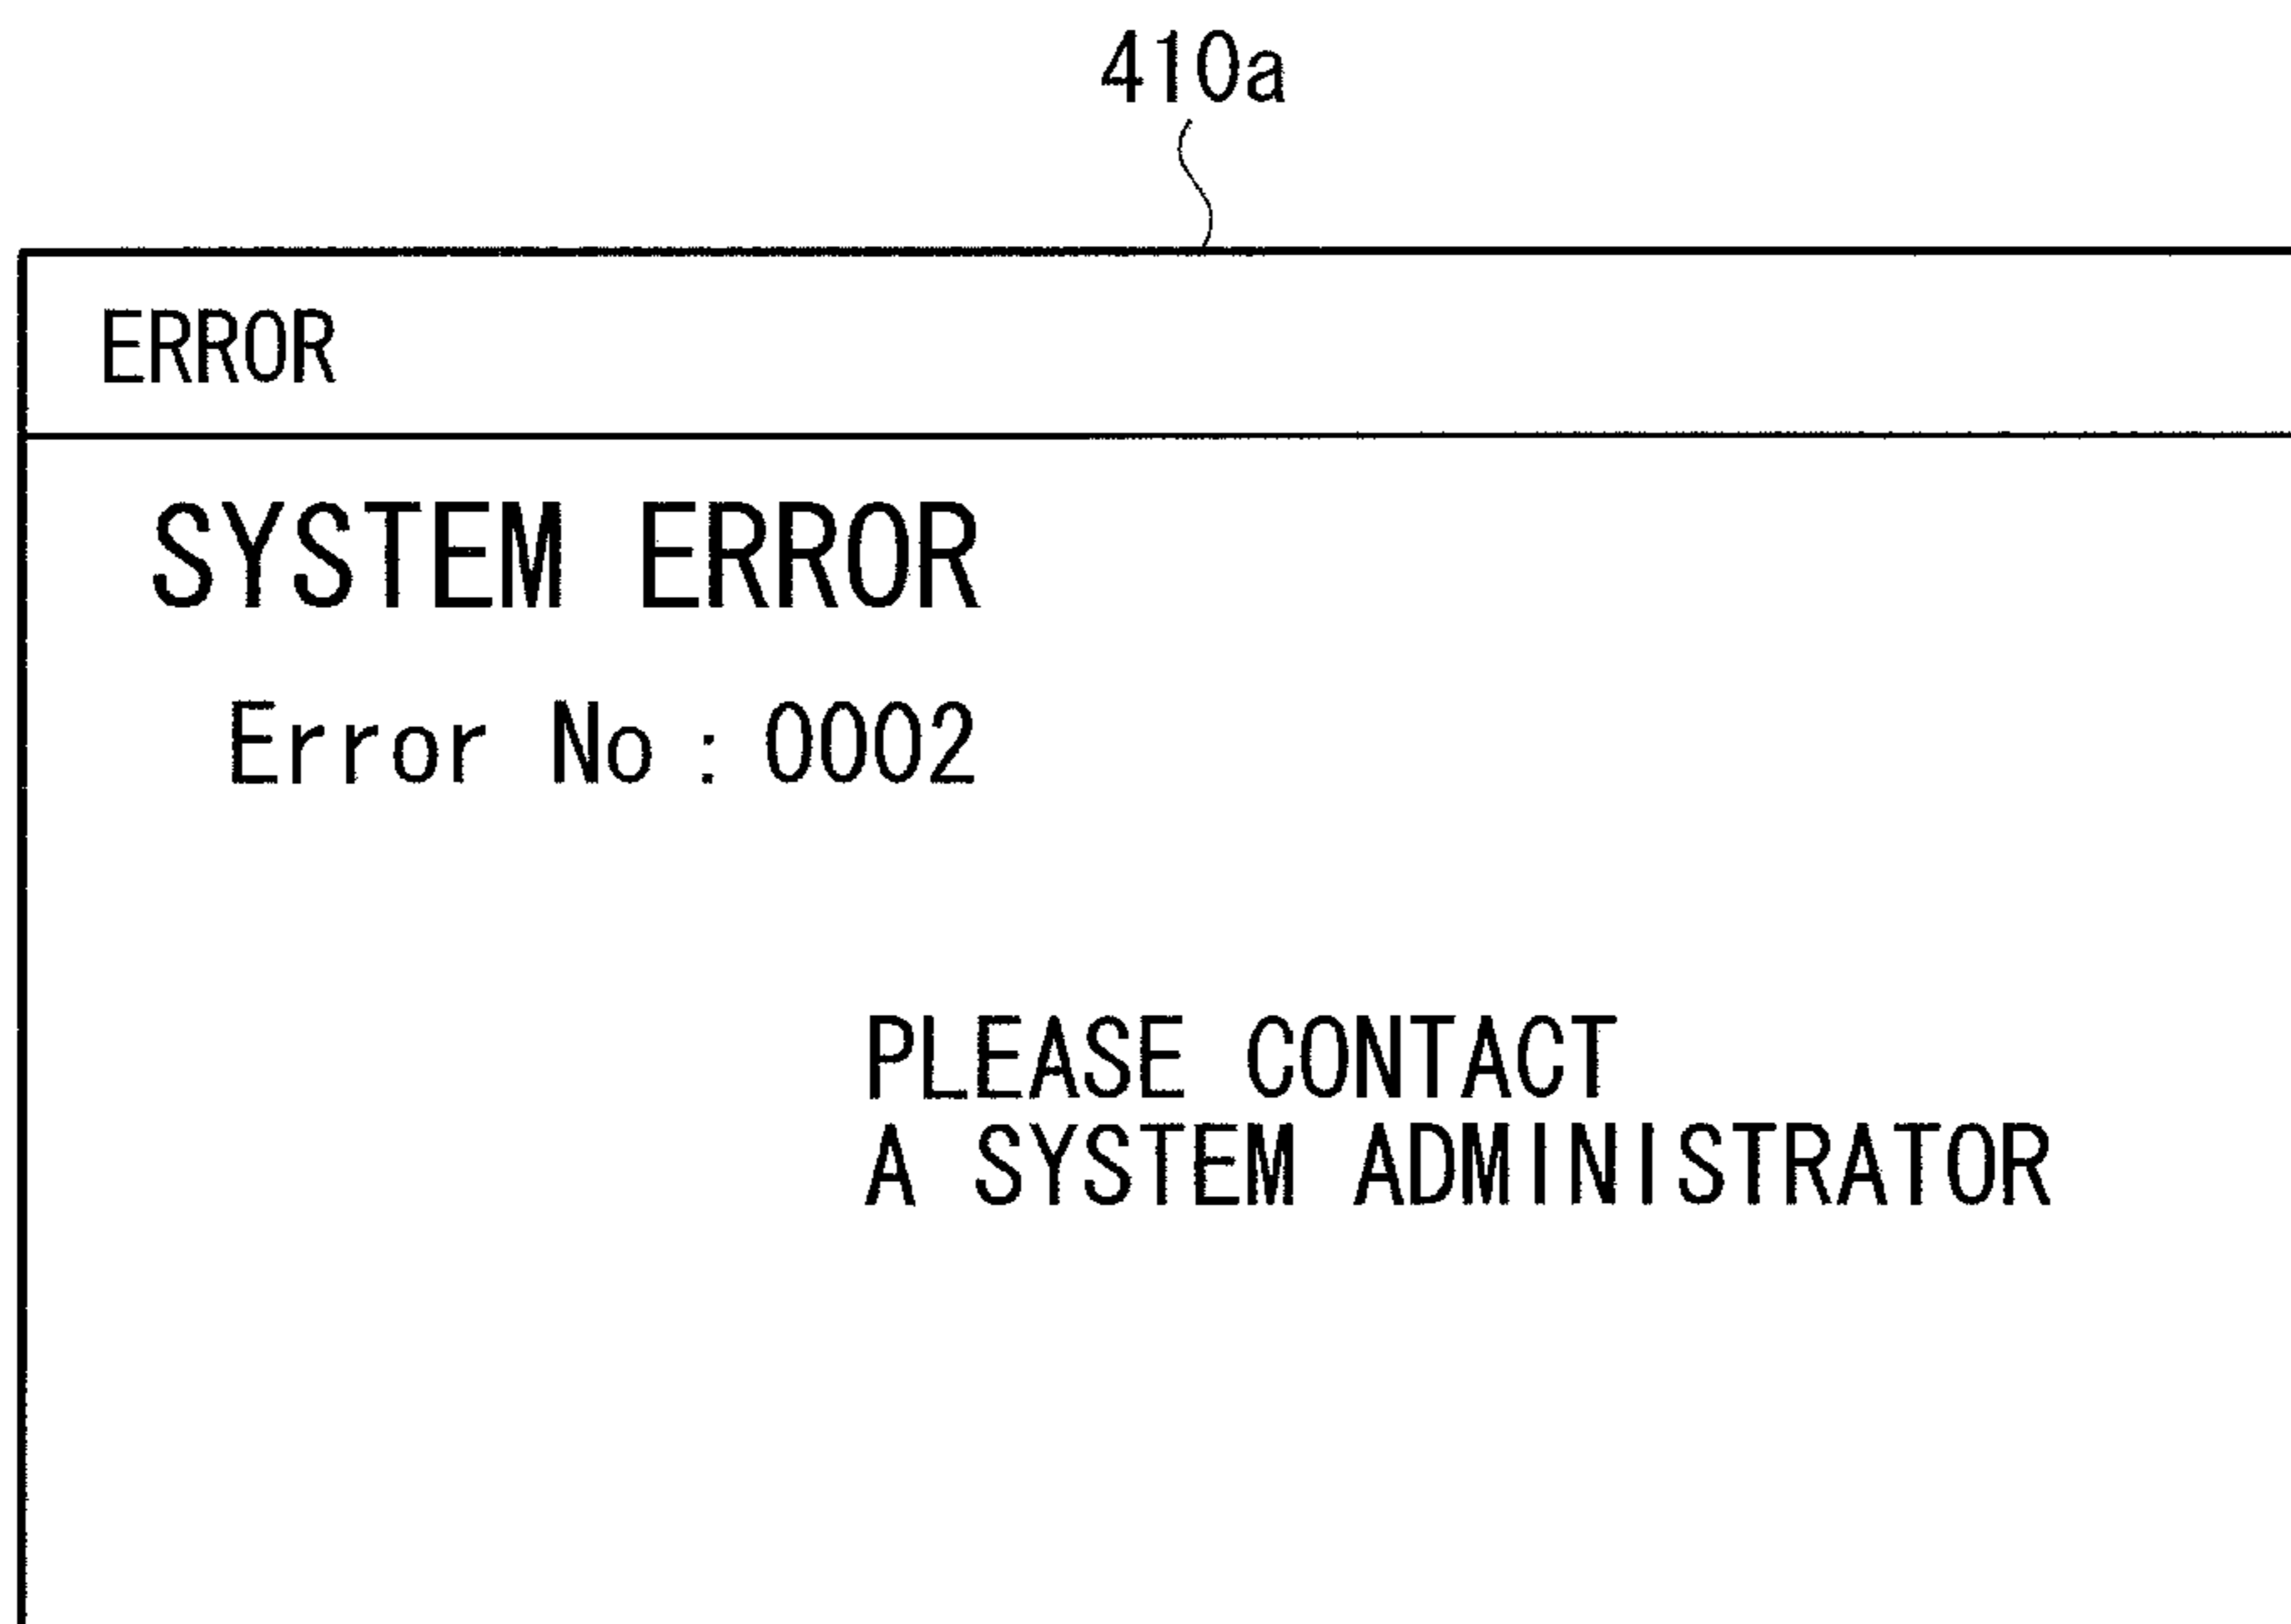 410a
ERROR
SYSTEM ERROR
Error No : 0002
PLEASE CONTACT
A SYSTEM ADMINISTRATOR